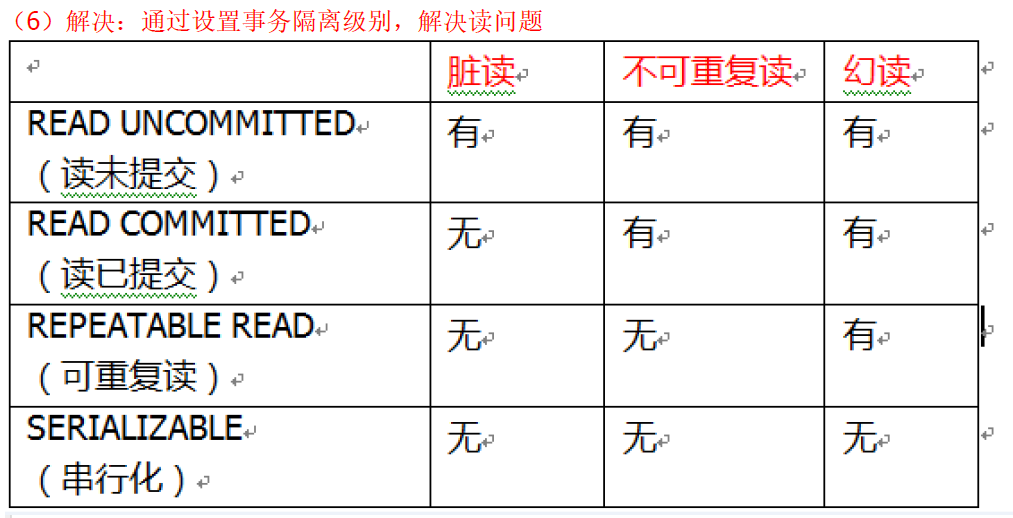 （6）解决：通过设置事务隔离级别，解决读问题
脏读 不可重复读 幻读
READ UNCOMMITTED
（读未提交） 有 有 有
READ COMMITTED
（读已提交） 无 有 有
REPEATABLE READ
（可重复读） 无 无 有
SERIALIZABLE
（串行化） 无 无 无